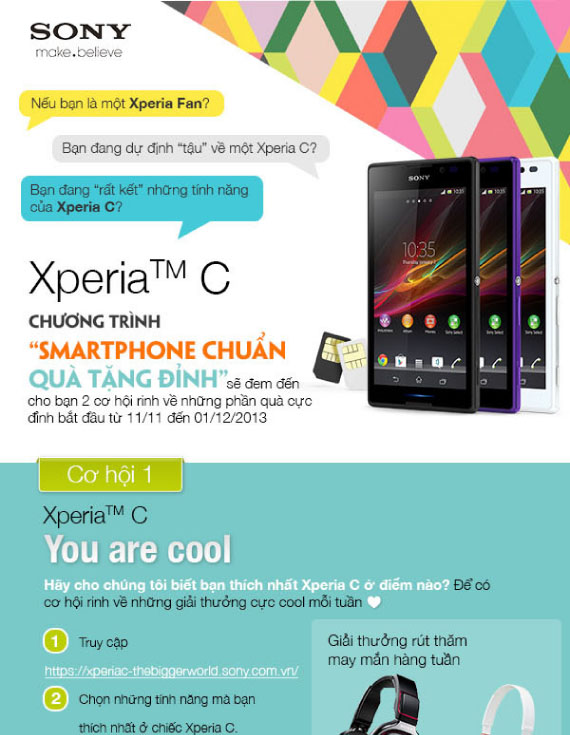 SONY
make.believe
Nếu bạn là một Xperia Fan?
Bạn đang dự định “tậu” về một Xperia C?
Bạn đang “rất kết” những tính năng
của Xperia C?
SONY
10:35
Xperia™ C
CHƯƠNG TRÌNH
“SMARTPHONE CHUẨN
QUÀ TẶNG ĐỈNH” sẽ đem đến
cho bạn 2 cơ hội rinh về những phần quà cực
đỉnh bắt đầu từ 11/11 đến 01/12/2013
Cơ hội 1
Xperia™ C
You are cool
Hãy cho chúng tôi biết bạn thích nhất Xperia C ở điểm nào? Để có
cơ hội rinh về những giải thưởng cực cool mỗi tuần
1 Truy cập
https://xperiac-thebiggerworld.sony.com.vn/
2 Chọn những tính năng mà bạn
thích nhất ở chiếc Xperia C.
Giải thưởng rút thăm
may mắn hàng tuần